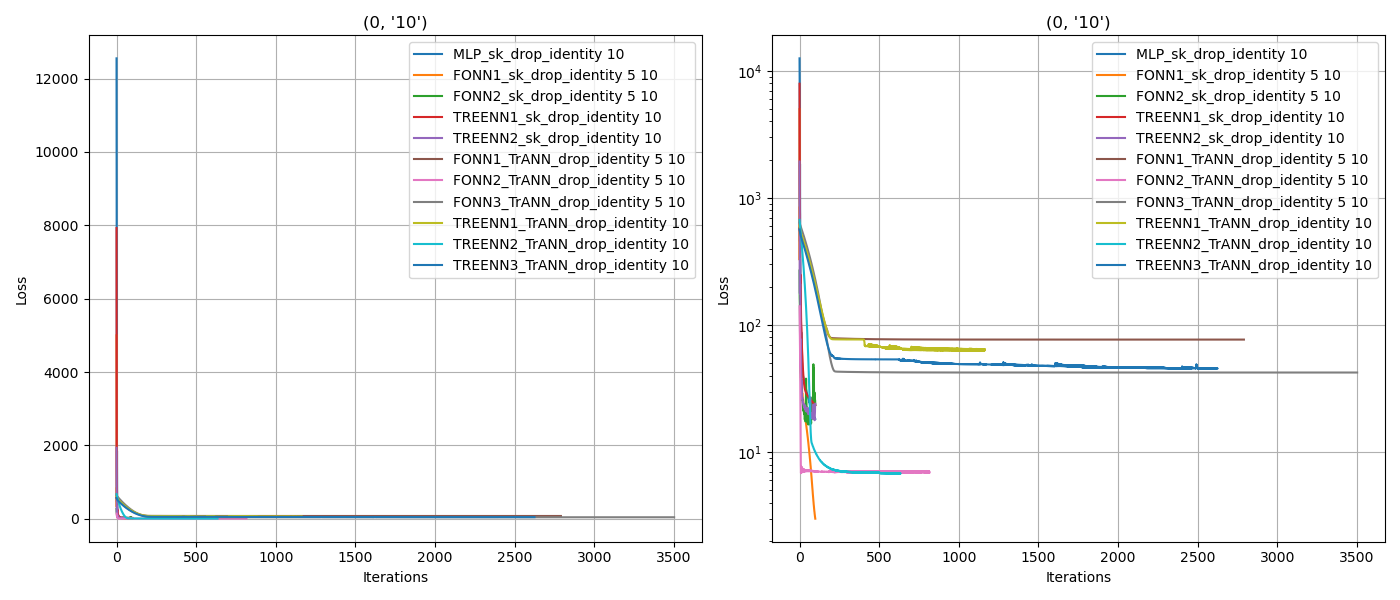 (0, '10')
12000
10000
8000
6000
4000
2000
0
Loss
0
500
1000
1500
2000
2500
3000
3500
Iterations
MLP_sk_drop_identity 10
FONN1_sk_drop_identity 5 10
FONN2_sk_drop_identity 5 10
TREENN1_sk_drop_identity 10
TREENN2_sk_drop_identity 10
FONN1_TrANN_drop_identity 5 10
FONN2_TrANN_drop_identity 5 10
FONN3_TrANN_drop_identity 5 10
TREENN1_TrANN_drop_identity 10
TREENN2_TrANN_drop_identity 10
TREENN3_TrANN_drop_identity 10
(0, '10')
10⁴
10³
10²
10¹
Loss
0
500
1000
1500
2000
2500
3000
3500
Iterations
MLP_sk_drop_identity 10
FONN1_sk_drop_identity 5 10
FONN2_sk_drop_identity 5 10
TREENN1_sk_drop_identity 10
TREENN2_sk_drop_identity 10
FONN1_TrANN_drop_identity 5 10
FONN2_TrANN_drop_identity 5 10
FONN3_TrANN_drop_identity 5 10
TREENN1_TrANN_drop_identity 10
TREENN2_TrANN_drop_identity 10
TREENN3_TrANN_drop_identity 10